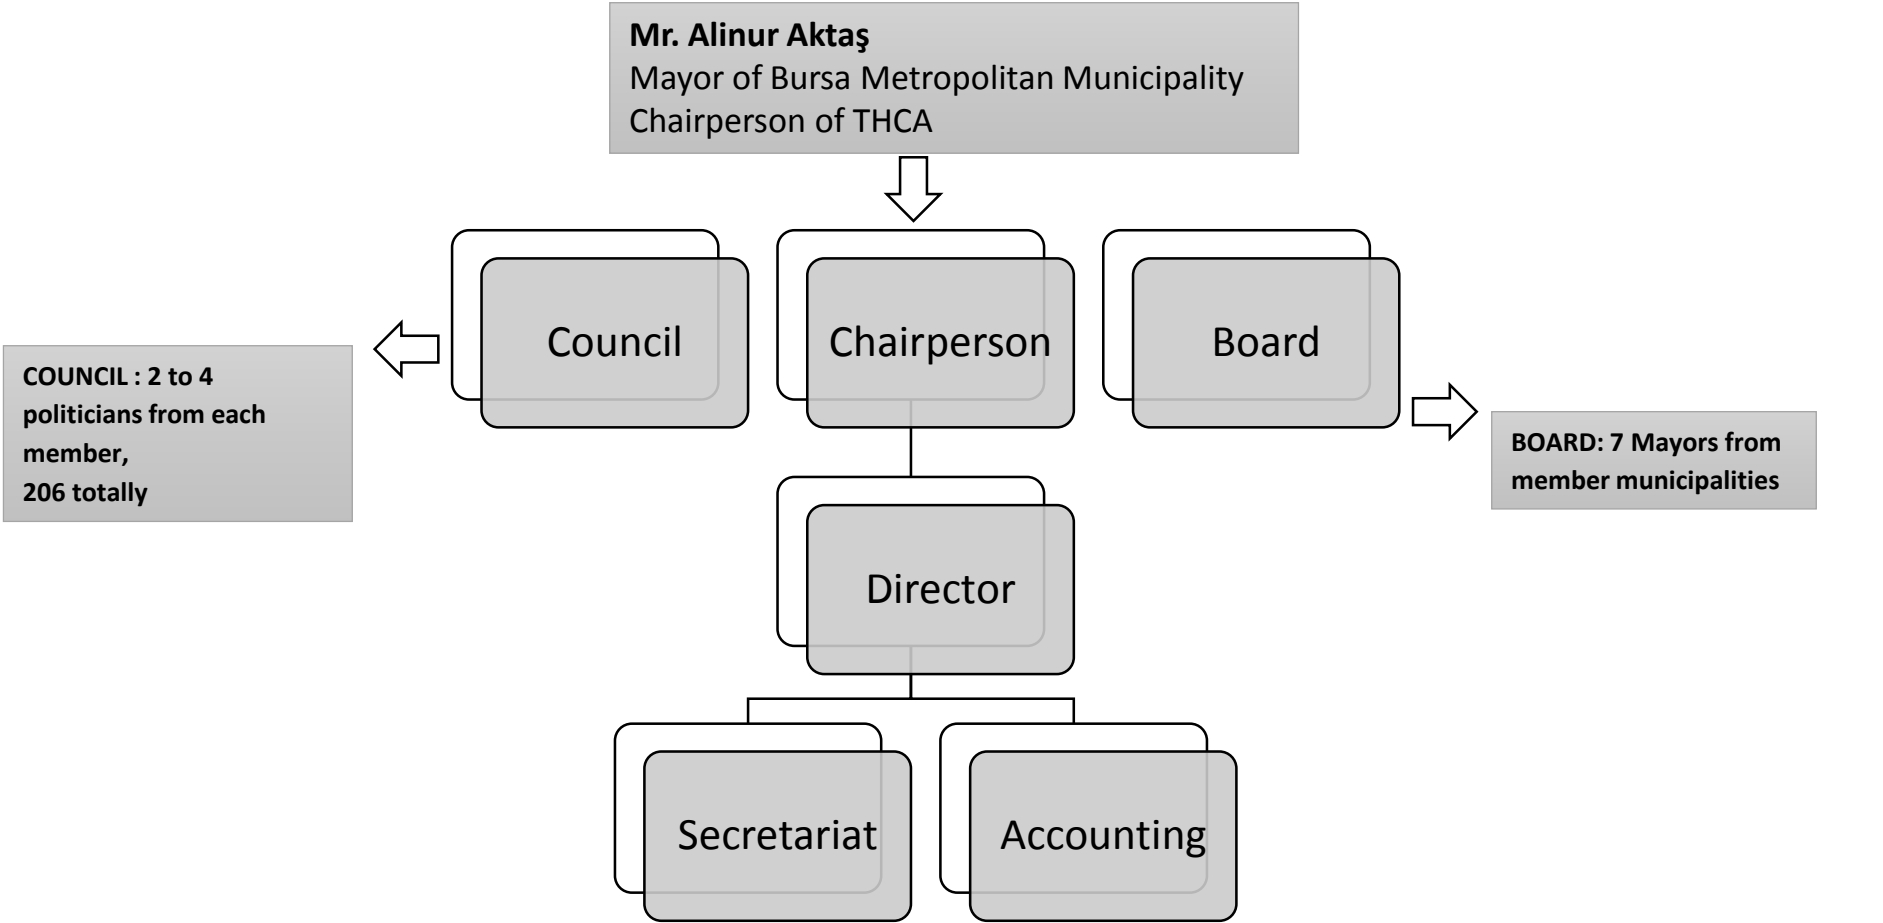 Mr. Alinur Aktaş
Mayor of Bursa Metropolitan Municipality
Chairperson of THCA
Council
Chairperson
Board
COUNCIL : 2 to 4
politicians from each
member,
206 totally
BOARD: 7 Mayors from
member municipalities
Director
Secretariat
Accounting